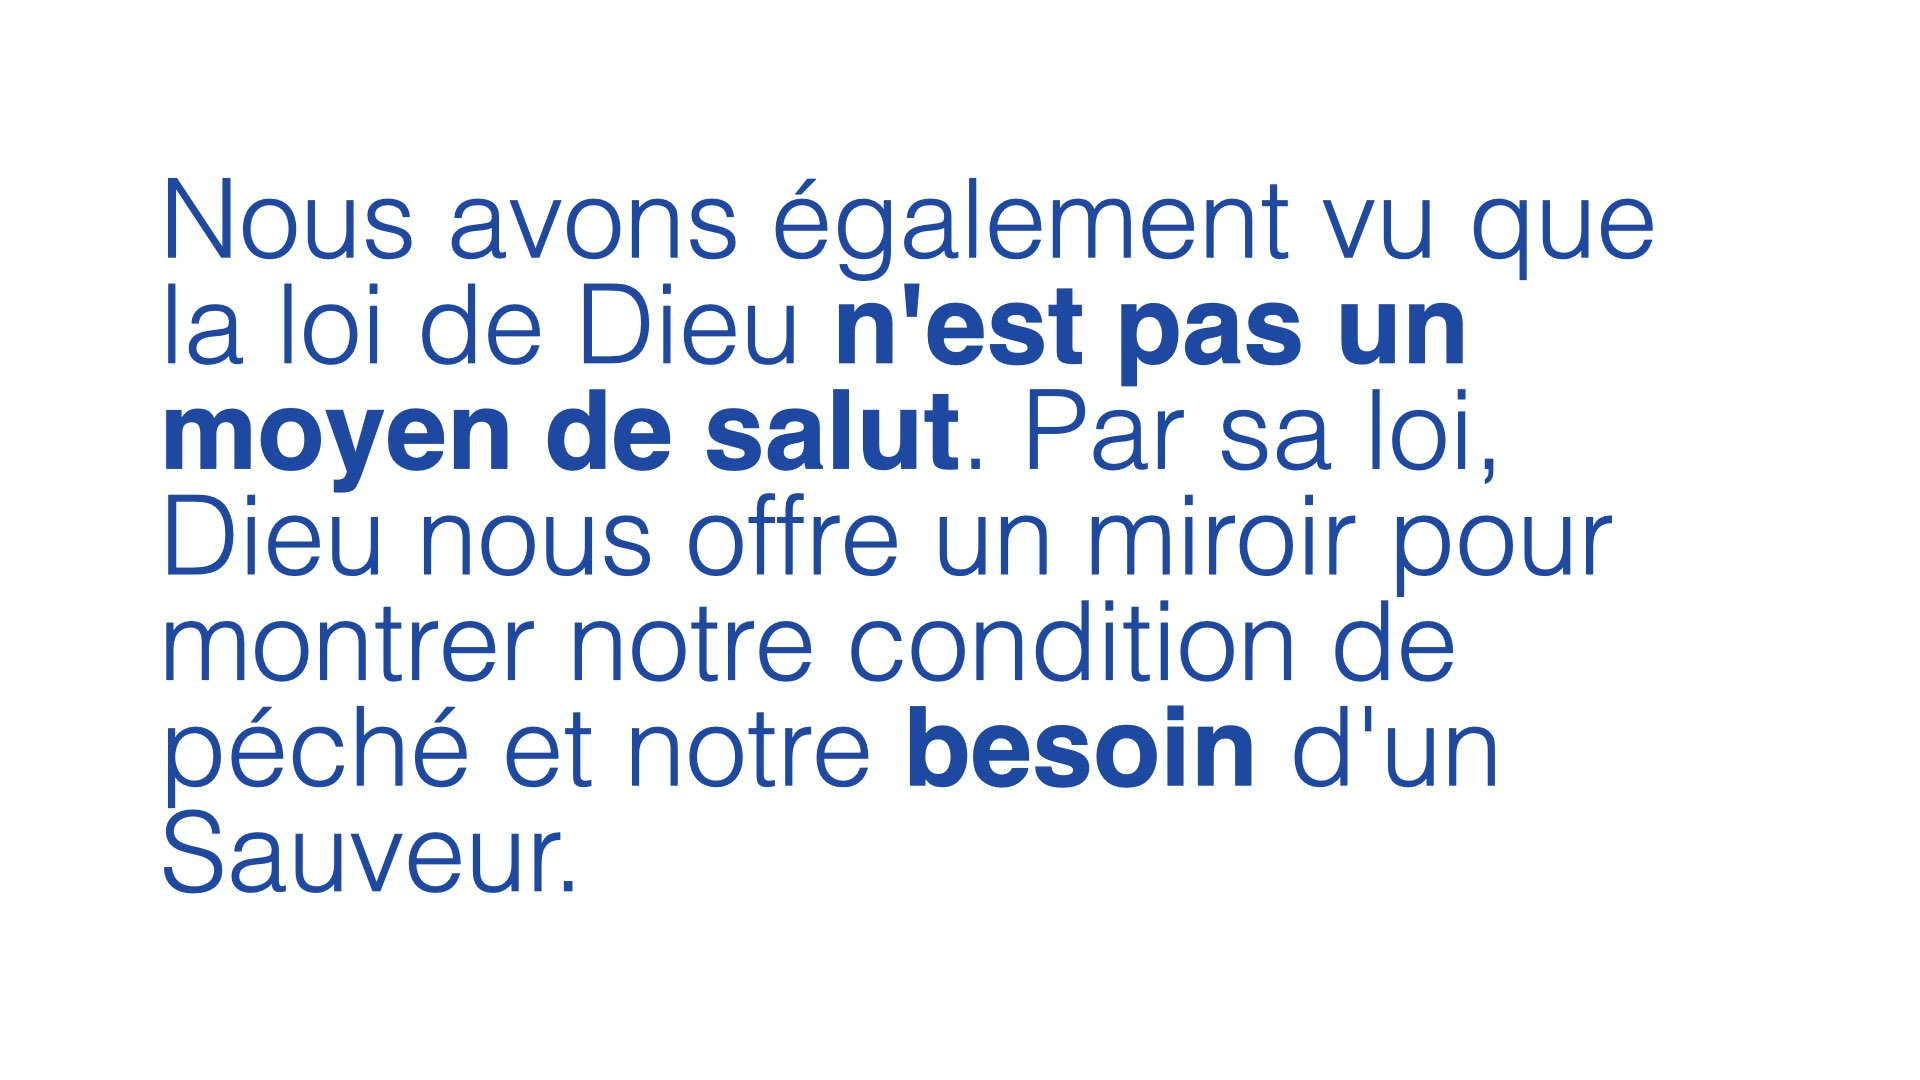 Nous avons également vu que
la loi de Dieu n'est pas un
moyen de salut. Par sa loi,
Dieu nous offre un miroir pour
montrer notre condition de
péché et notre besoin d'un
Sauveur.